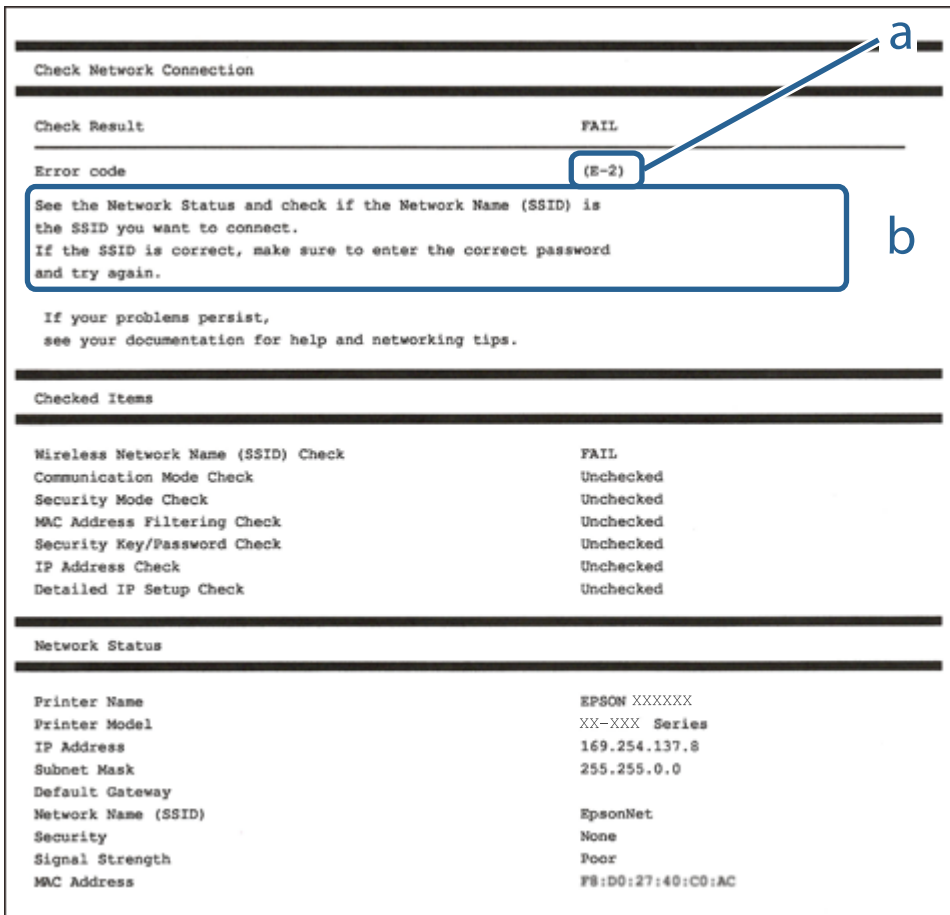 a
Check Network Connection
Check Result FAIL
Error code (E-2)
See the Network Status and check if the Network Name (SSID) is
the SSID you want to connect.
If the SSID is correct, make sure to enter the correct password
and try again.
b
If your problems persist,
see your documentation for help and networking tips.
Checked Items
Wireless Network Name (SSID) Check FAIL
Communication Mode Check Unchecked
Security Mode Check Unchecked
MAC Address Filtering Check Unchecked
Security Key/Password Check Unchecked
IP Address Check Unchecked
Detailed IP Setup Check Unchecked
Network Status
Printer Name EPSON XXXXXX
Printer Model XX-XXX Series
IP Address 169.254.137.8
Subnet Mask 255.255.0.0
Default Gateway
Network Name (SSID) EpsonNet
Security None
Signal Strength Poor
MAC Address F8:D0:27:40:C0:AC